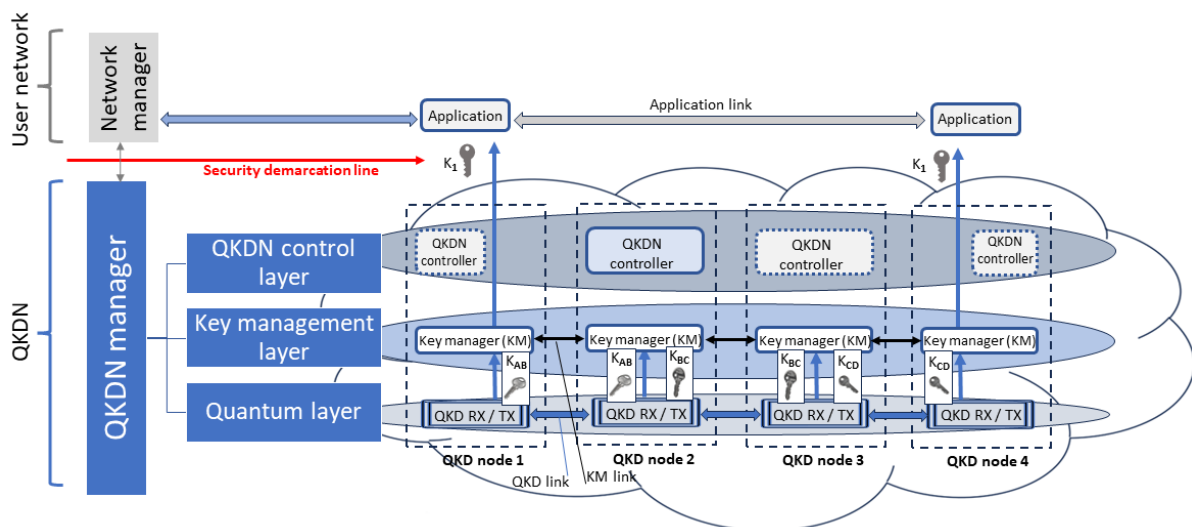 User network
Network
manager
Application
Application link
Application
Security demarcation line
K1
K1
QKDN
QKDN manager
QKDN control
layer
QKDN
controller
QKDN
controller
QKDN
controller
QKDN
controller
Key management
layer
Key manager (KM)
Key manager (KM)
Key manager (KM)
Key manager (KM)
KAB
KAB
KBC
KBC
KCD
KCD
Quantum layer
QKD RX / TX
QKD RX / TX
QKD RX / TX
QKD RX / TX
QKD node 1
QKD node 2
QKD node 3
QKD node 4
QKD link
KM link